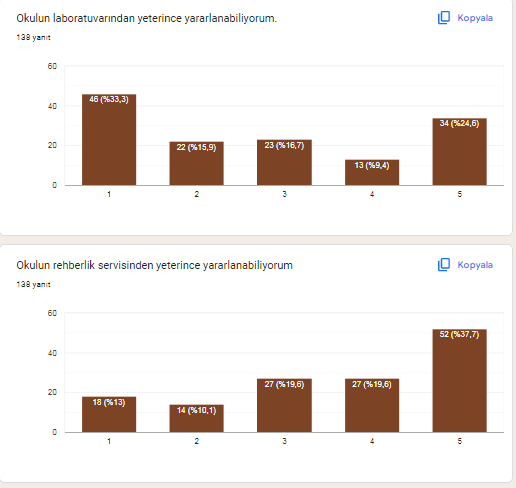 Okulun laboratuvarından yeterince yararlanabiliyorum.
Kopyala
138 yanıt
60
40
20
0
46 (%33,3)
22 (%15,9)
23 (%16,7)
13 (%9,4)
34 (%24,6)
1 2 3 4 5
Okulun rehberlik servisinden yeterince yararlanabiliyorum
Kopyala
138 yanıt
60
40
20
0
18 (%13)
14 (%10,1)
27 (%19,6)
27 (%19,6)
52 (%37,7)
1 2 3 4 5